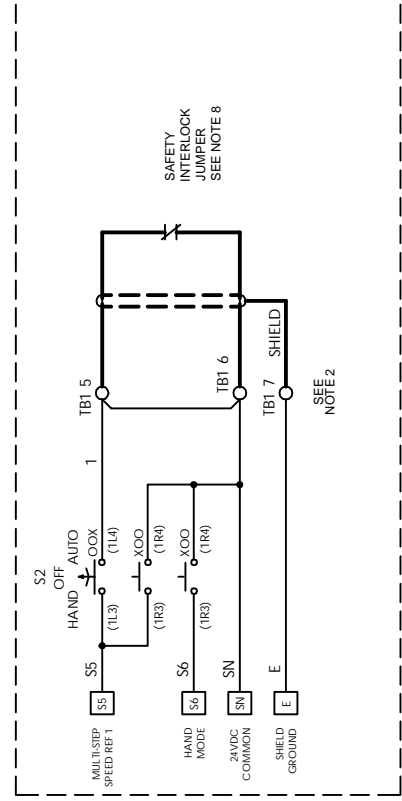 S2
OFF
HAND
AUTO
S5
OOX
1
(1L3)
(1L4)
TB1 5
S5
MULTI-STEP
SPEED REF 1
XOO
(1R3)
(1R4)
S6
XOO
(1R3)
(1R4)
S6
HAND
MODE
SN
TB1 6
SN
24VDC
COMMON
SHIELD
E
TB1 7
E
SHIELD
GROUND
SEE
NOTE 2
SAFETY
INTERLOCK
JUMPER
SEE NOTE 8